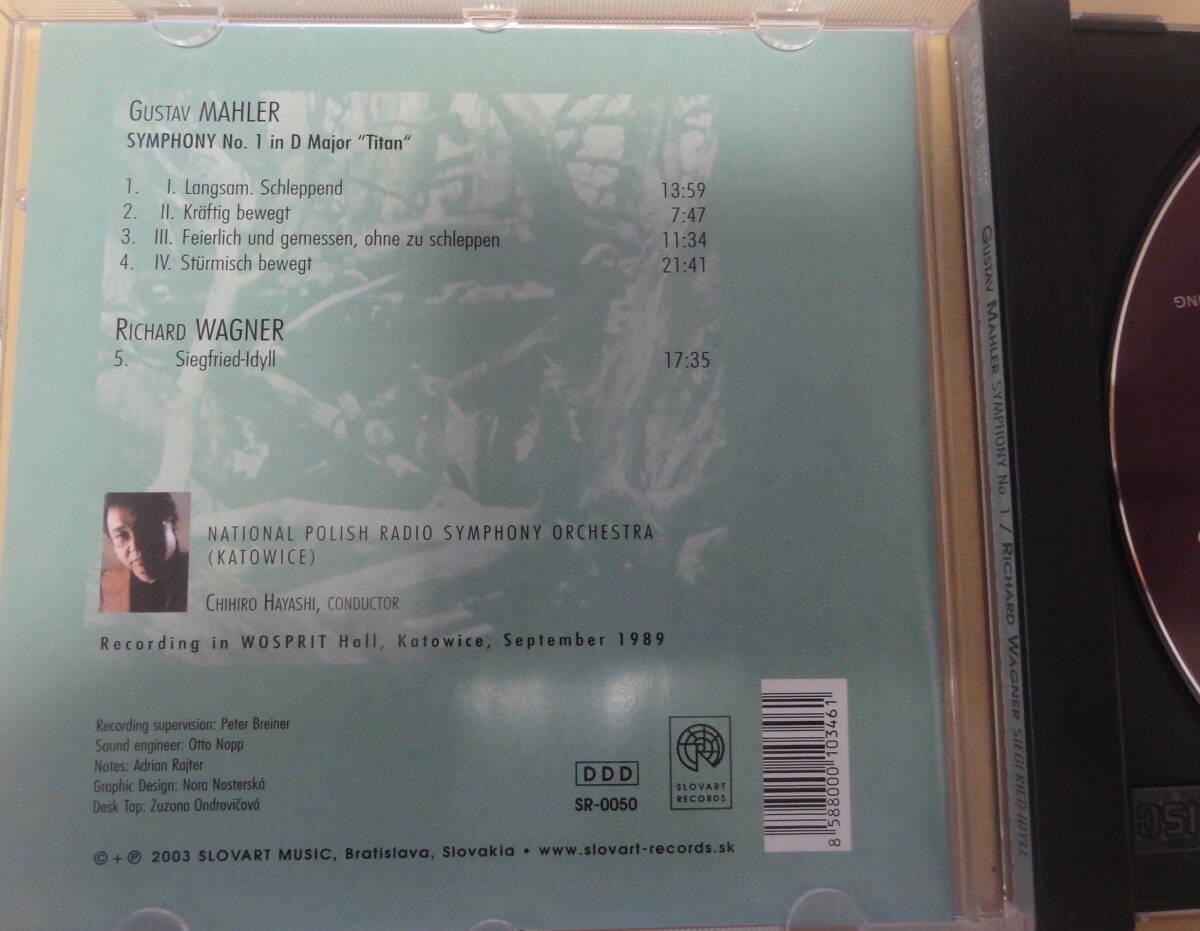 GUSTAV MAHLER
SYMPHONY No. 1 in D Major "Titan"
1. I. Langsam. Schleppend 13:59
2. II. Kräftig bewegt 7:47
3. III. Feierlich und gemessen, ohne zu schleppen 11:34
4. IV. Stürmisch bewegt 21:41
RICHARD WAGNER
5. Siegfried-Idyll 17:35
NATIONAL POLISH RADIO SYMPHONY ORCHESTRA
(KATOWICE)
CHIHIRO HAYASHI, CONDUCTOR
Recording in WOSPRIT Hall, Katowice, September 1989
Recording supervision: Peter Breiner
Sound engineer: Otto Nopp
Notes: Adrian Rajter
Graphic Design: Nora Nosterská
Desk Top: Zuzana Ondrovičová
DDD
SR-0050
SLOVART
RECORDS
8 588000 103461
© + ℗ 2003 SLOVART MUSIC, Bratislava, Slovakia • www.slovart-records.sk
SR-0050
GUSTAV MAHLER SYMPHONY No. 1 / RICHARD WAGNER SIEGFRIED-IDYLL